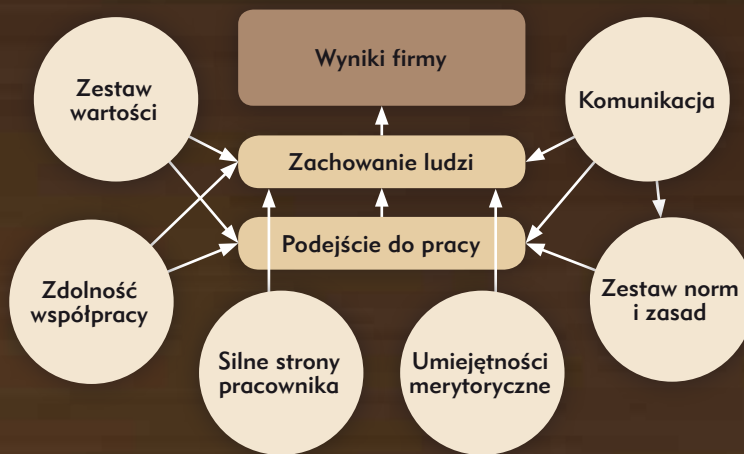 Wyniki firmy
Zestaw
wartości
Komunikacja
Zachowanie ludzi
Podejście do pracy
Zdolność
współpracy
Zestaw norm
i zasad
Silne strony
pracownika
Umiejętności
merytoryczne